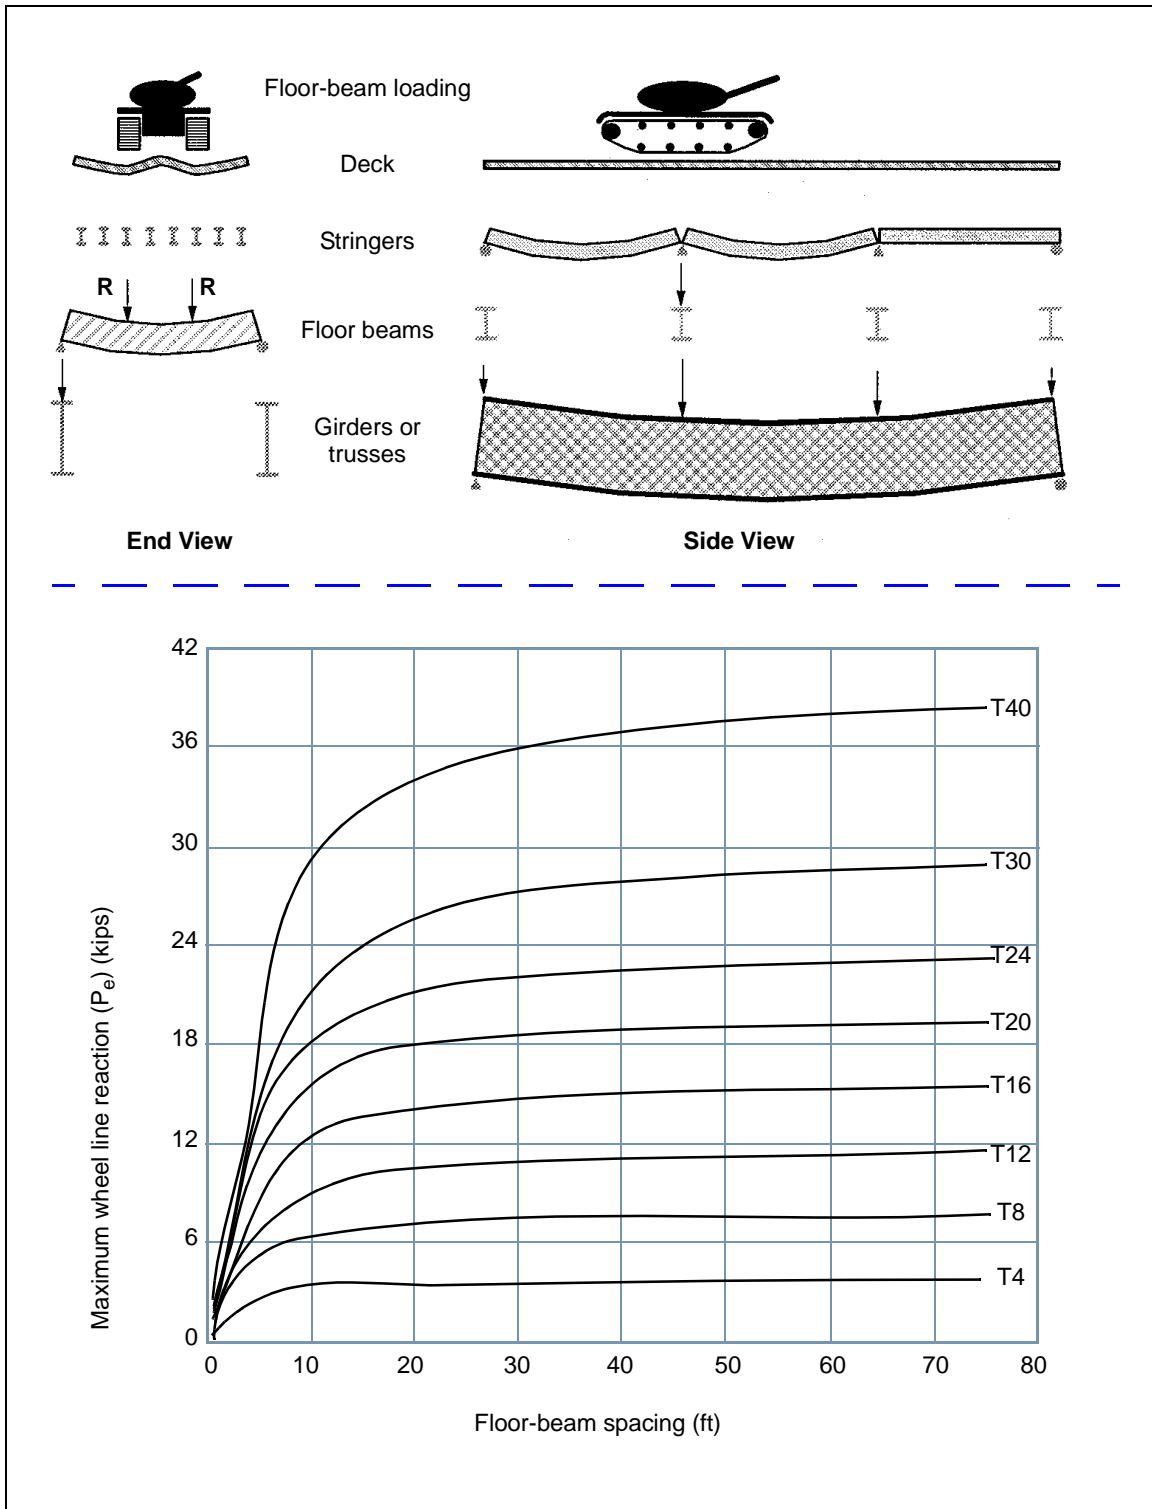 Floor-beam loading
Deck
Stringers
R R
Floor beams
Girders or
trusses
End View Side View
42
36
30
24
18
12
6
0
T40
T30
T24
T20
T16
T12
T8
T4
Maximum wheel line reaction (Pe) (kips)
0 10 20 30 40 50 60 70 80
Floor-beam spacing (ft)